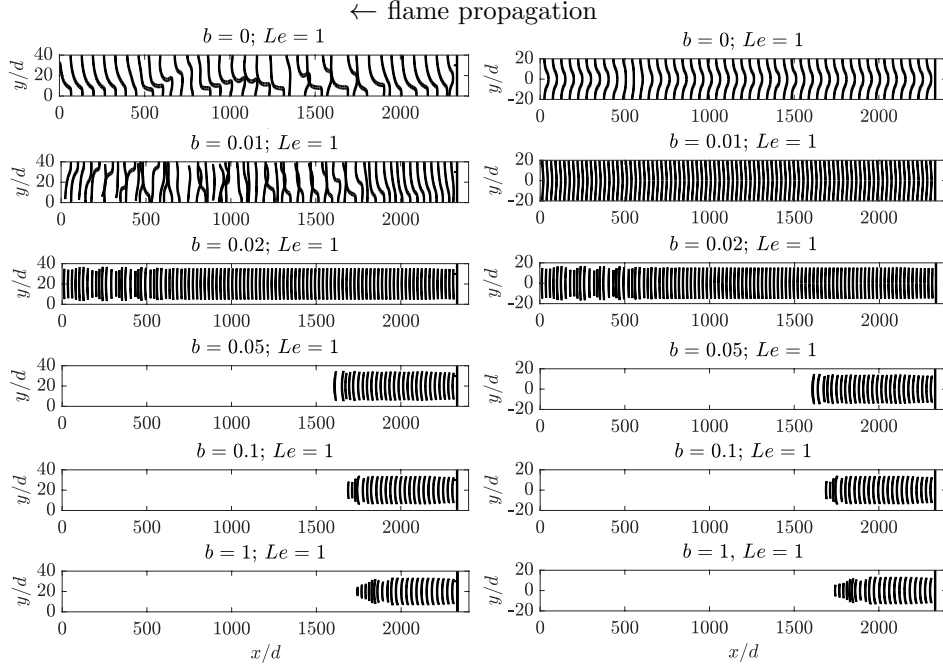 ← flame propagation
b = 0; Le = 1
y/d
40
20
0
0 500 1000 1500 2000
b = 0; Le = 1
y/d
20
0
-20
0 500 1000 1500 2000
b = 0.01; Le = 1
y/d
40
20
0
0 500 1000 1500 2000
b = 0.01; Le = 1
y/d
20
0
-20
0 500 1000 1500 2000
b = 0.02; Le = 1
y/d
40
20
0
0 500 1000 1500 2000
b = 0.02; Le = 1
y/d
20
0
-20
0 500 1000 1500 2000
b = 0.05; Le = 1
y/d
40
20
0
0 500 1000 1500 2000
b = 0.05; Le = 1
y/d
20
0
-20
0 500 1000 1500 2000
b = 0.1; Le = 1
y/d
40
20
0
0 500 1000 1500 2000
b = 0.1; Le = 1
y/d
20
0
-20
0 500 1000 1500 2000
b = 1; Le = 1
y/d
40
20
0
0 500 1000 1500 2000
x/d
b = 1, Le = 1
y/d
20
0
-20
0 500 1000 1500 2000
x/d